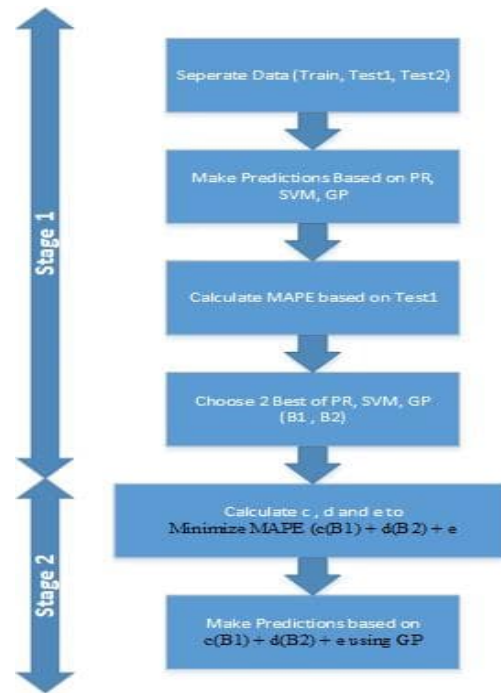 Stage 1
Seperate Data (Train, Test1, Test2)
Make Predictions Based on PR,
SVM, GP
Calculate MAPE based on Test1
Choose 2 Best of PR, SVM, GP
(B1 , B2)
Stage 2
Calculate c , d and e to
Minimize MAPE (c(B1) + d(B2) + e
Make Predictions based on
c(B1) + d(B2) + e using GP